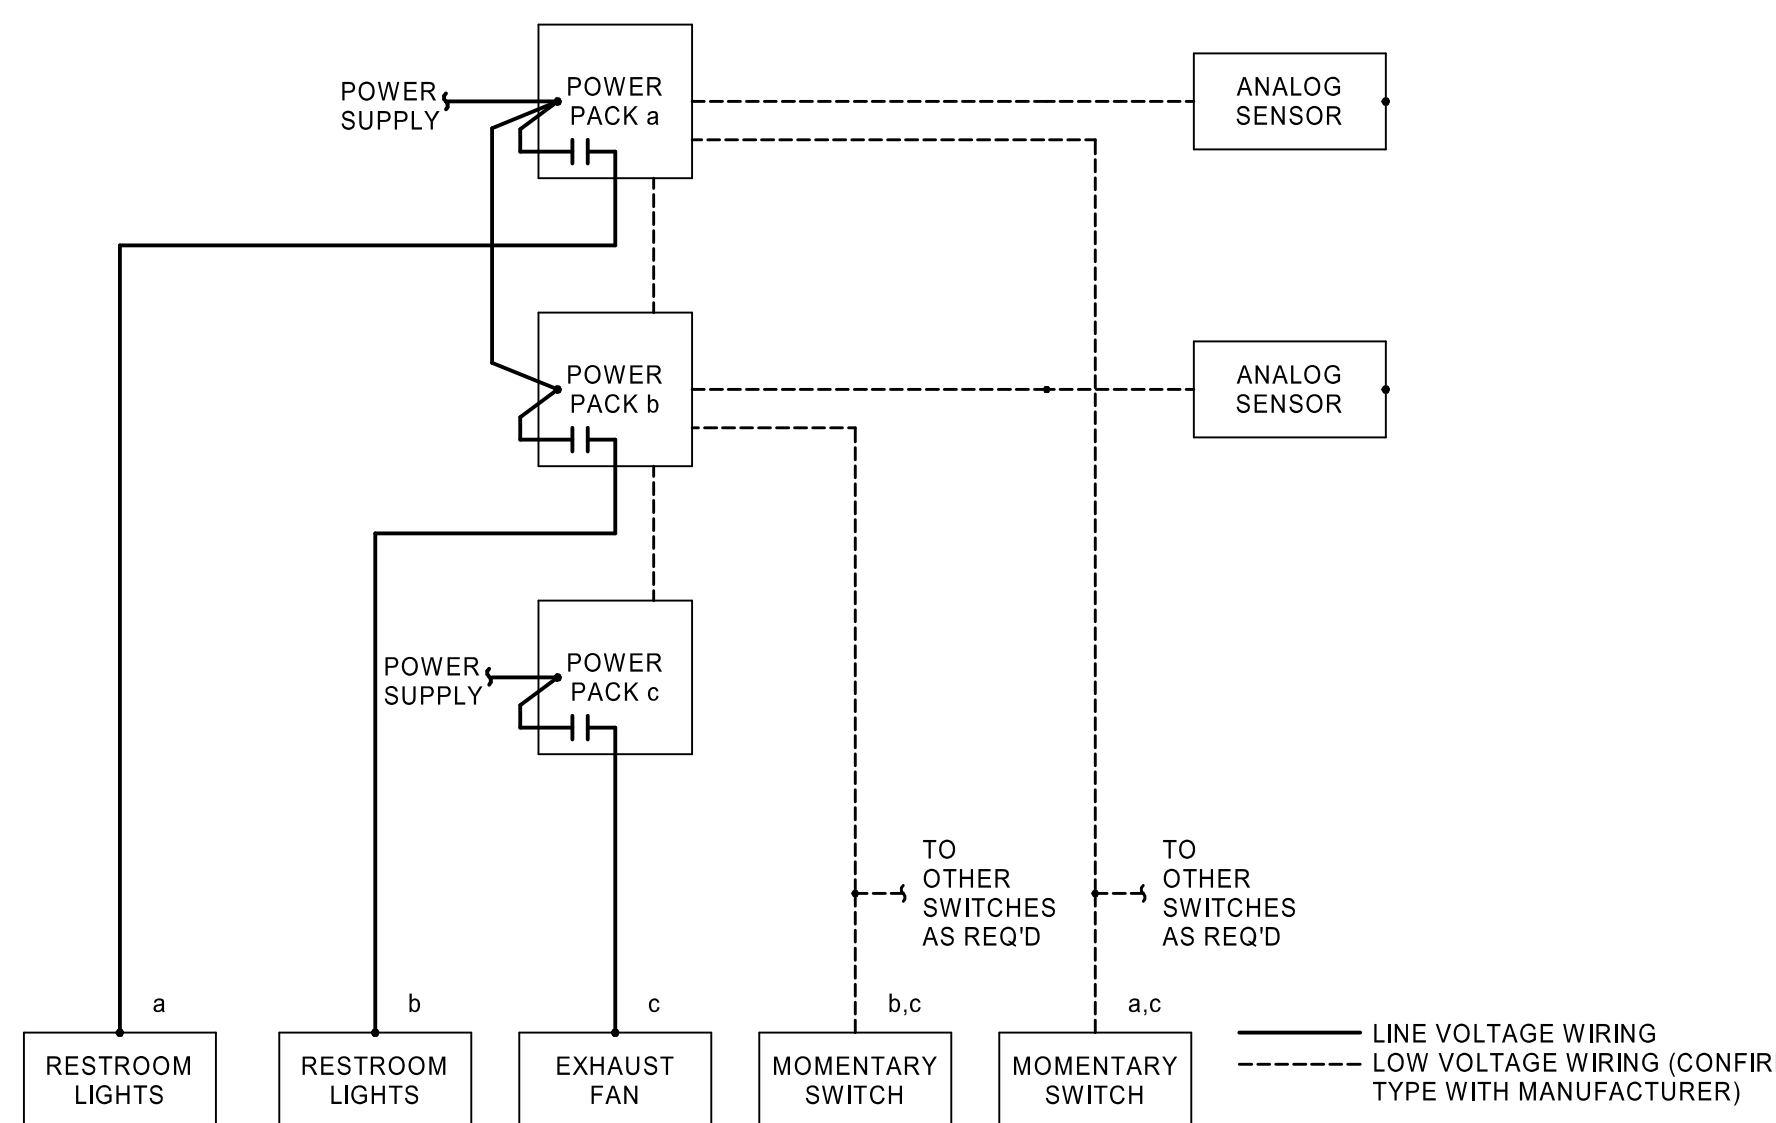 POWER
SUPPLY
POWER
PACK a
ANALOG
SENSOR
POWER
PACK b
ANALOG
SENSOR
POWER
SUPPLY
POWER
PACK c
TO
OTHER
SWITCHES
AS REQ'D
TO
OTHER
SWITCHES
AS REQ'D
a
b
c
b,c
a,c
RESTROOM
LIGHTS
RESTROOM
LIGHTS
EXHAUST
FAN
MOMENTARY
SWITCH
MOMENTARY
SWITCH
LINE VOLTAGE WIRING
LOW VOLTAGE WIRING (CONFIR
TYPE WITH MANUFACTURER)